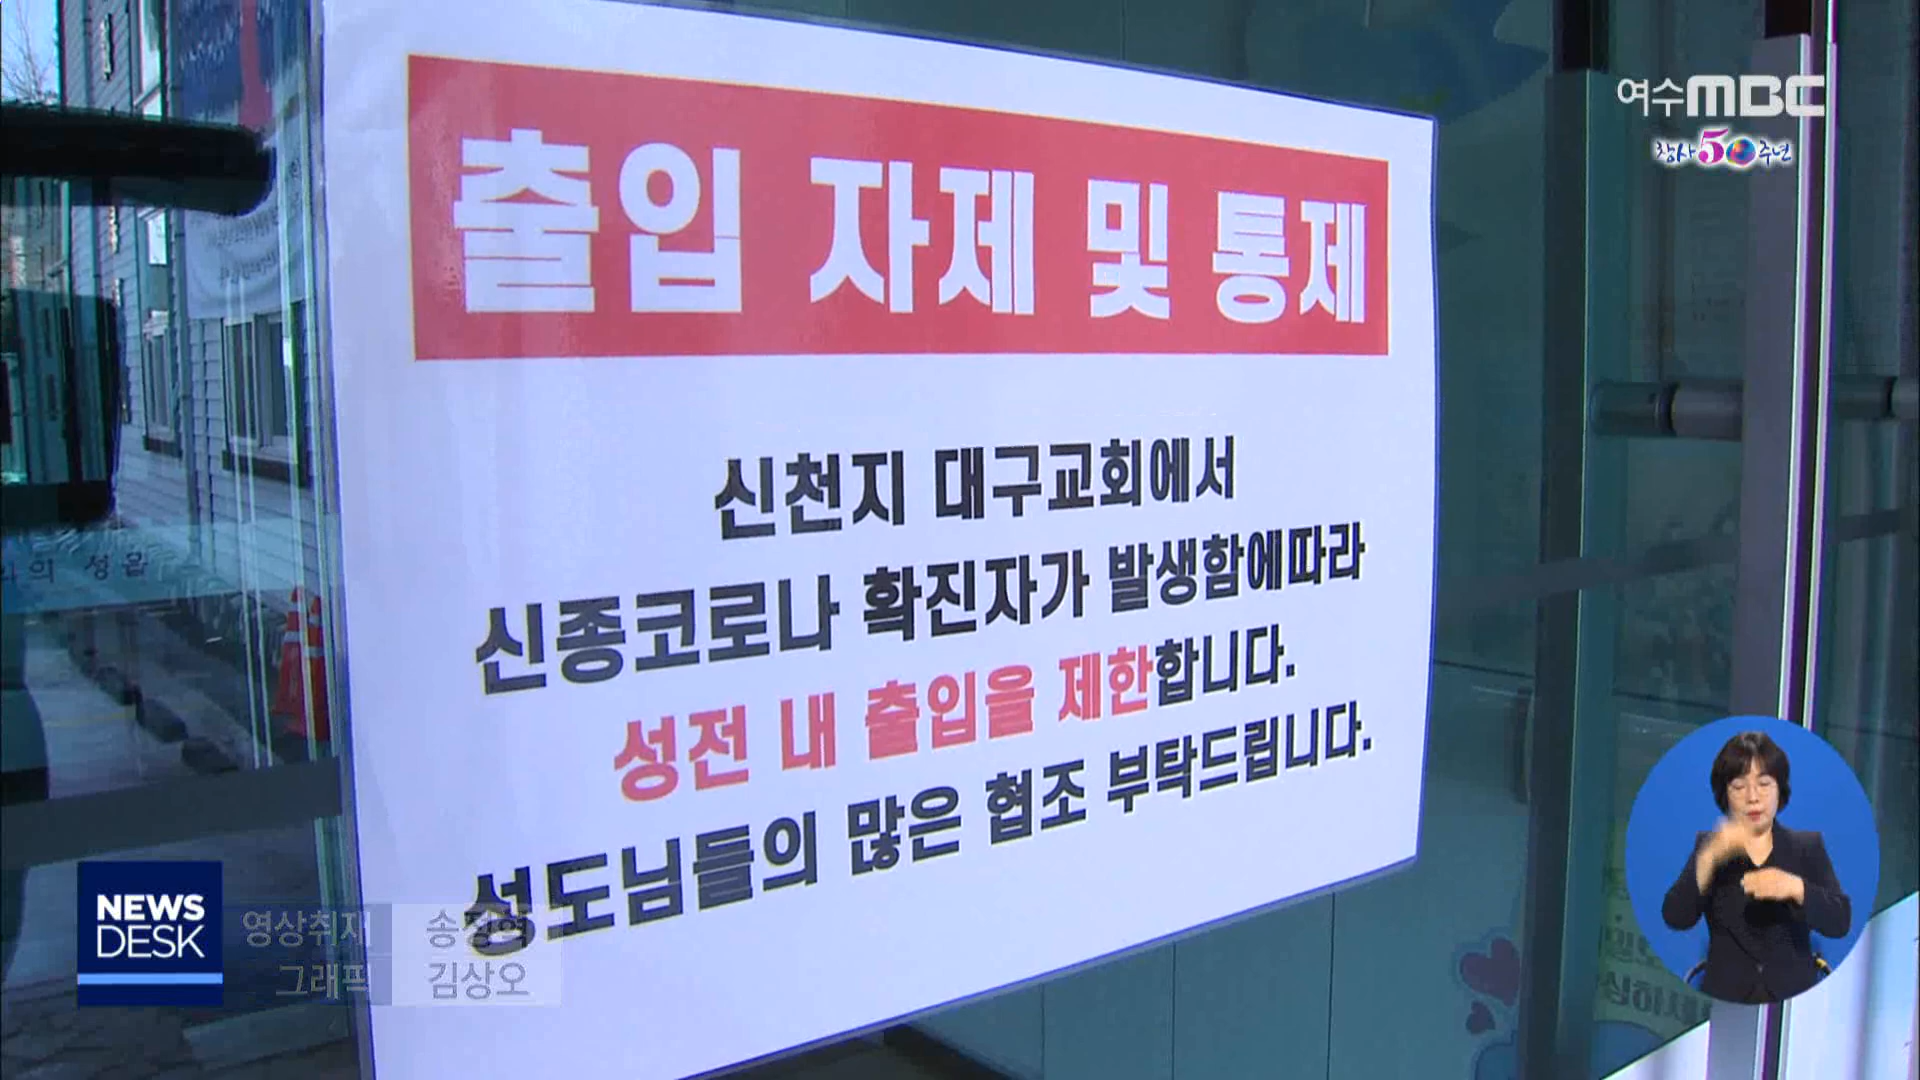 여수MBC
창사50주년
출입 자제 및 통제
신천지 대구교회에서
신종코로나 확진자가 발생함에따라
성전 내 출입을 제한합니다.
성도님들의 많은 협조 부탁드립니다.
NEWS
DESK
영상취재 송정혁
그래픽 김상오